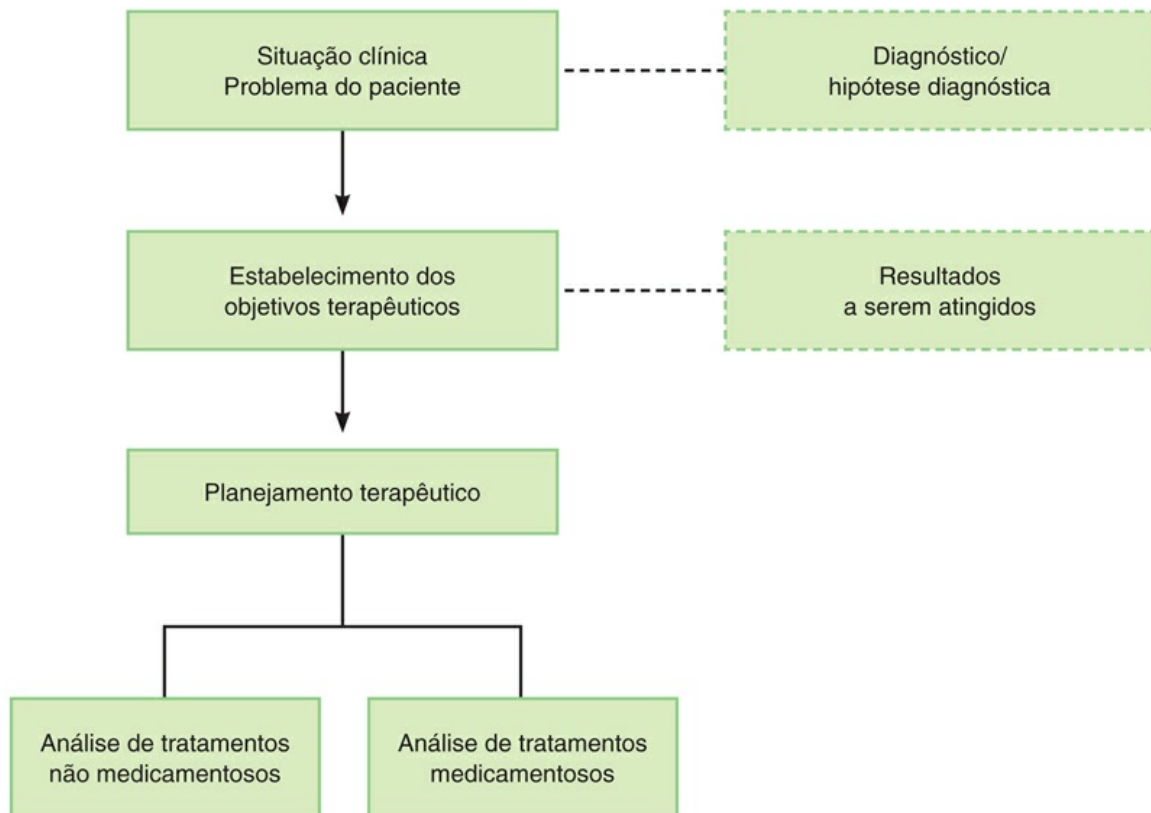 Situação clínica
Problema do paciente
Diagnóstico/
hipótese diagnóstica
Estabelecimento dos
objetivos terapêuticos
Resultados
a serem atingidos
Planejamento terapêutico
Análise de tratamentos
não medicamentosos
Análise de tratamentos
medicamentosos